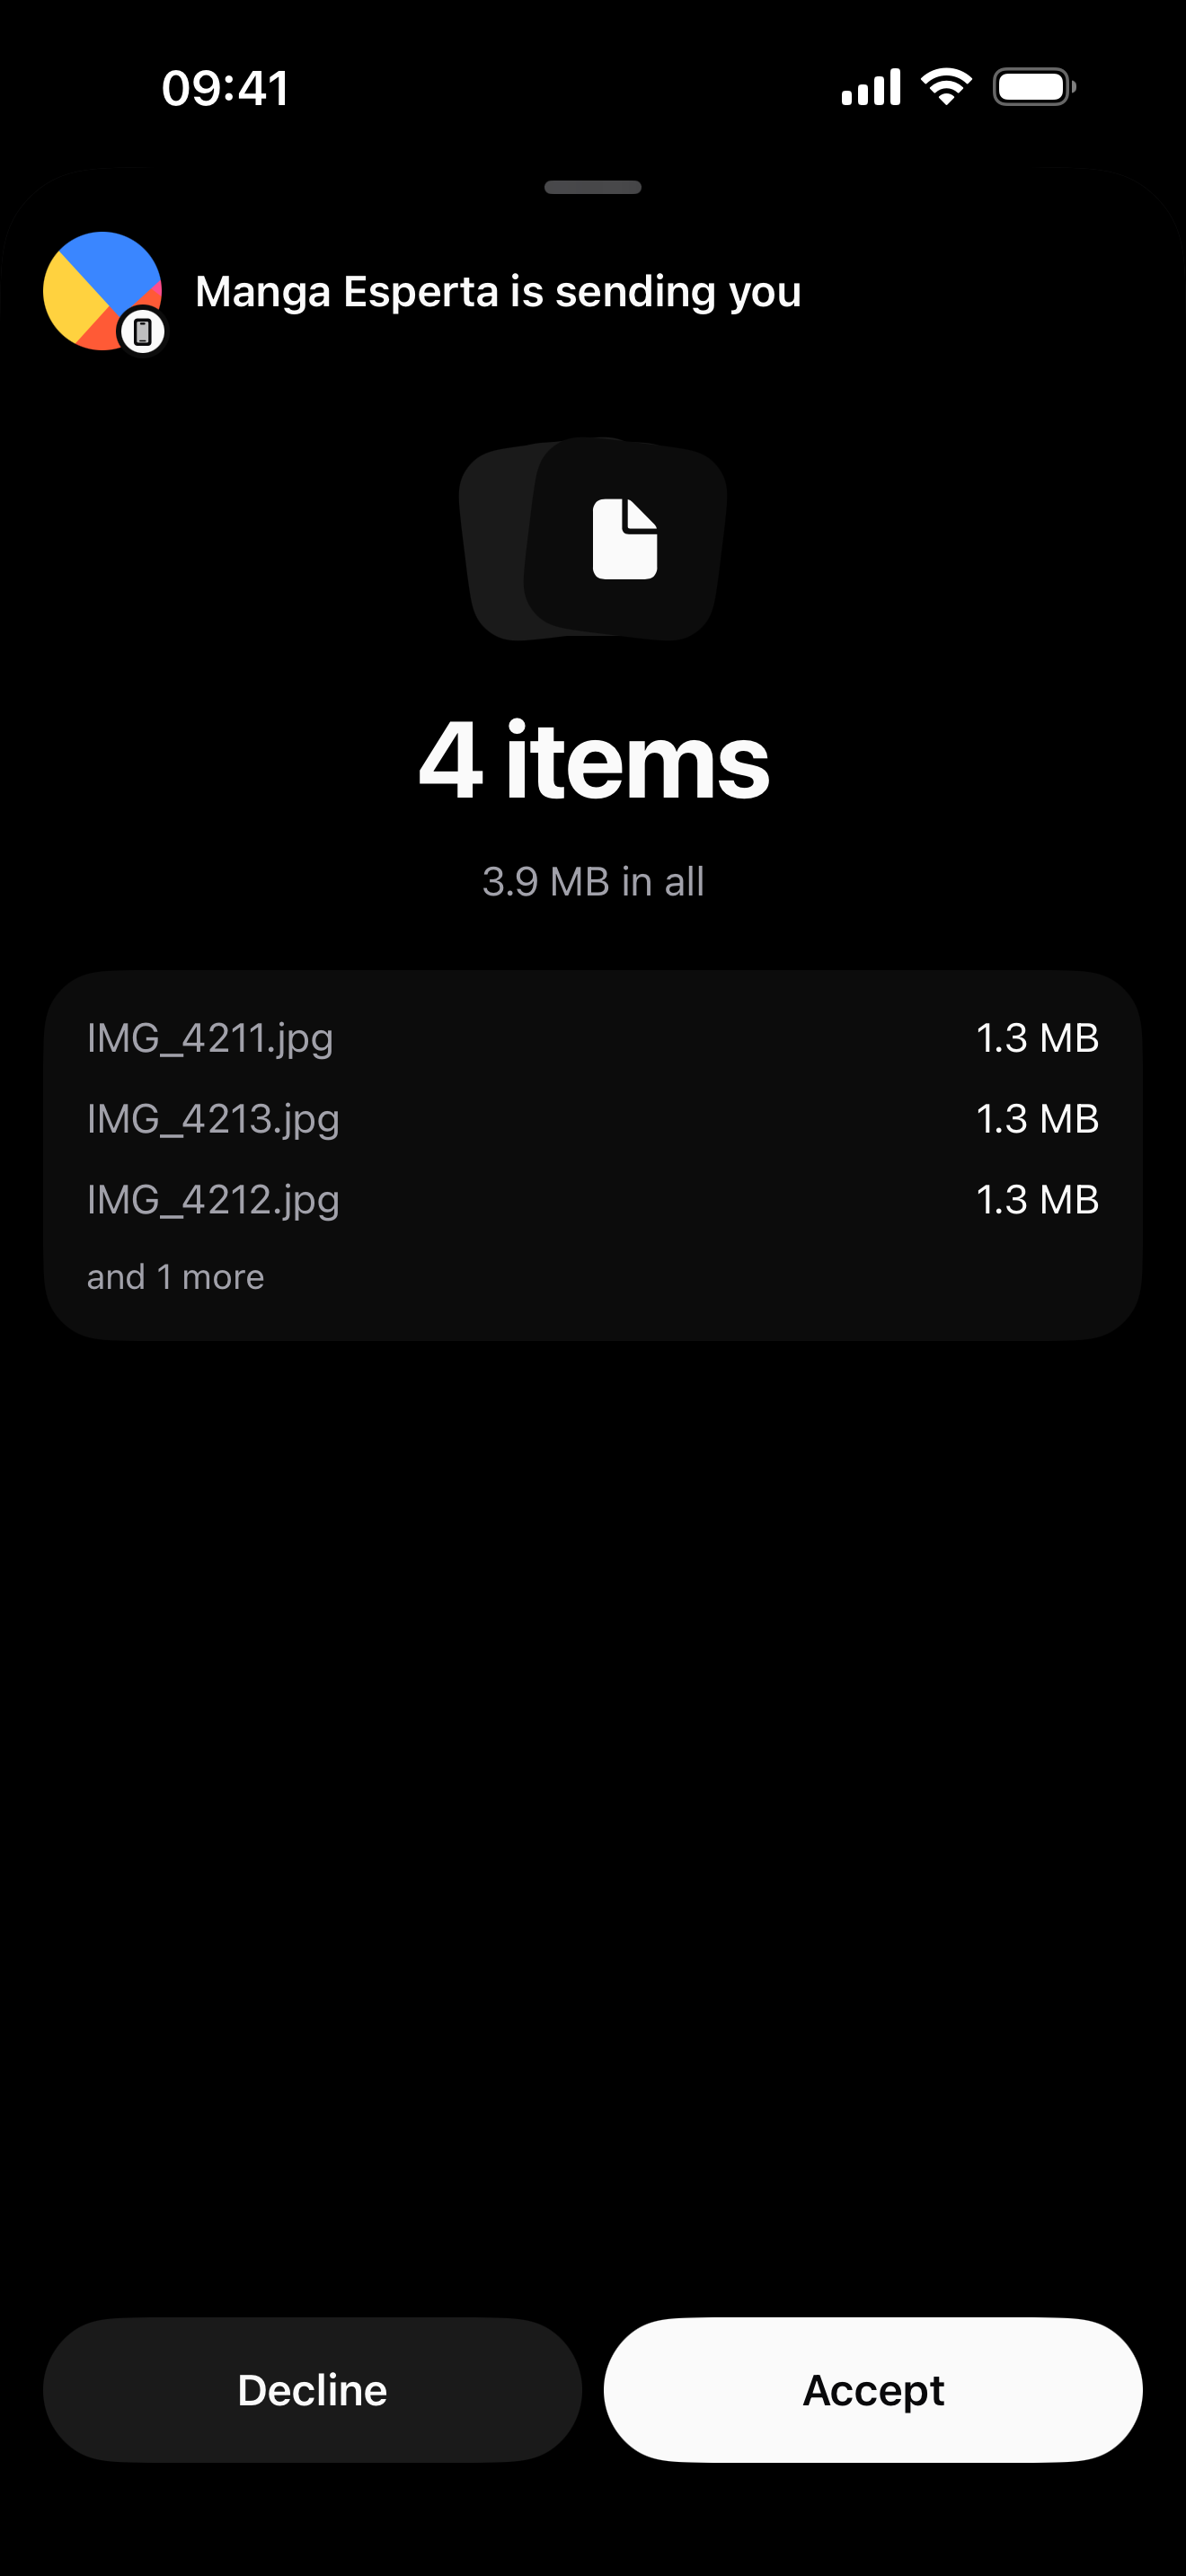 09:41
Manga Esperta is sending you
4 items
3.9 MB in all
IMG_4211.jpg 1.3 MB
IMG_4213.jpg 1.3 MB
IMG_4212.jpg 1.3 MB
and 1 more
Decline Accept